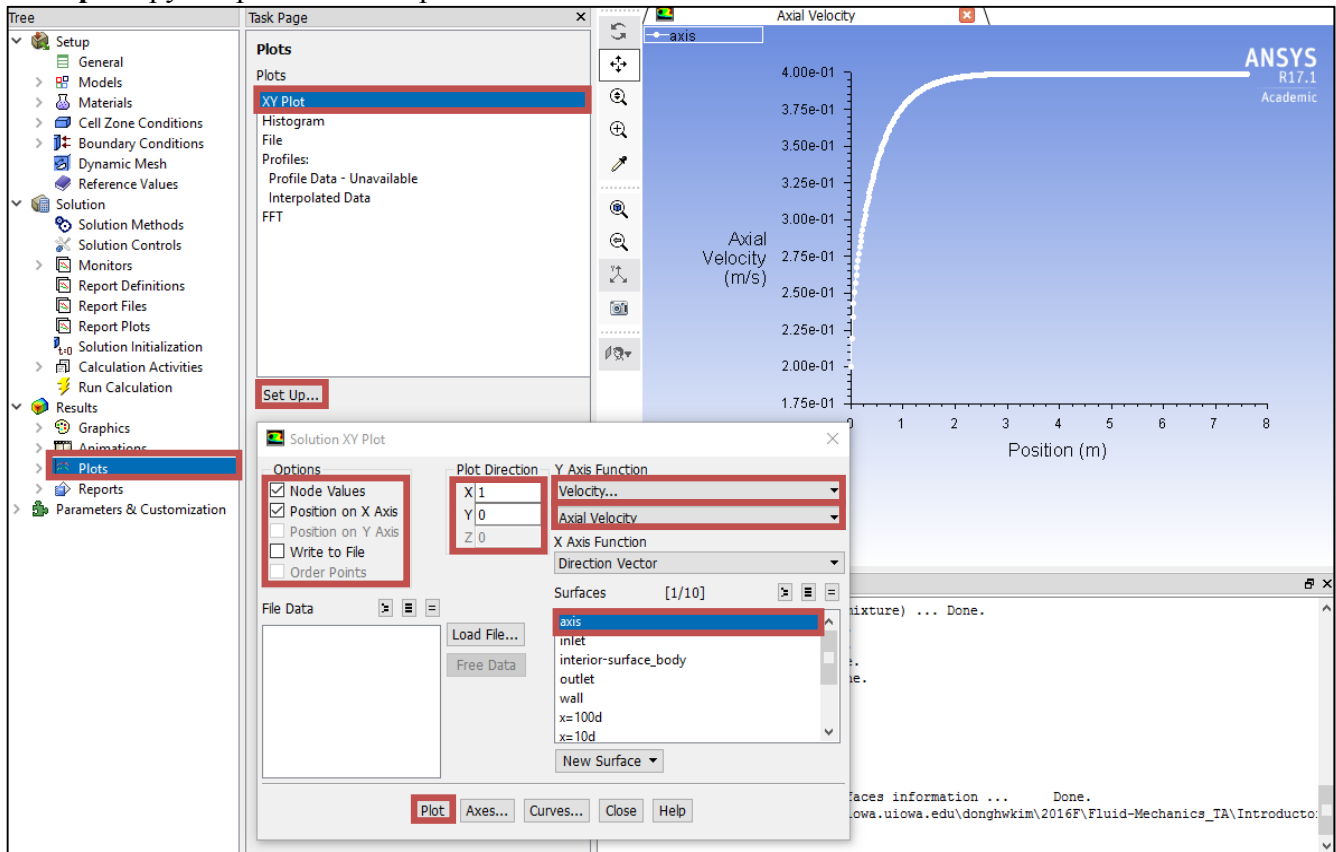 Tree
Setup
General
Models
Materials
Cell Zone Conditions
Boundary Conditions
Dynamic Mesh
Reference Values
Solution
Solution Methods
Solution Controls
Monitors
Report Definitions
Report Files
Report Plots
t=0 Solution Initialization
Calculation Activities
Run Calculation
Results
Graphics
Animations
Plots
Reports
Parameters & Customization
Task Page
Plots
Plots
XY Plot
Histogram
File
Profiles:
Profile Data - Unavailable
Interpolated Data
FFT
Set Up...
Axial Velocity
axis
ANSYS
R17.1
Academic
4.00e-01
3.75e-01
3.50e-01
3.25e-01
3.00e-01
2.75e-01
2.50e-01
2.25e-01
2.00e-01
1.75e-01
Axial
Velocity
(m/s)
0 1 2 3 4 5 6 7 8
Position (m)
Solution XY Plot
Options
Node Values
Position on X Axis
Position on Y Axis
Write to File
Order Points
Plot Direction
X 1
Y 0
Z 0
Y Axis Function
Velocity...
Axial Velocity
X Axis Function
Direction Vector
Surfaces [1/10]
axis
inlet
interior-surface_body
outlet
wall
x=100d
x=10d
New Surface
File Data
Load File...
Free Data
Plot Axes... Curves... Close Help
mixture) ... Done.
faces information ... Done.
iowa.uiowa.edu\donghwkim\2016F\Fluid-Mechanics_TA\Introducto